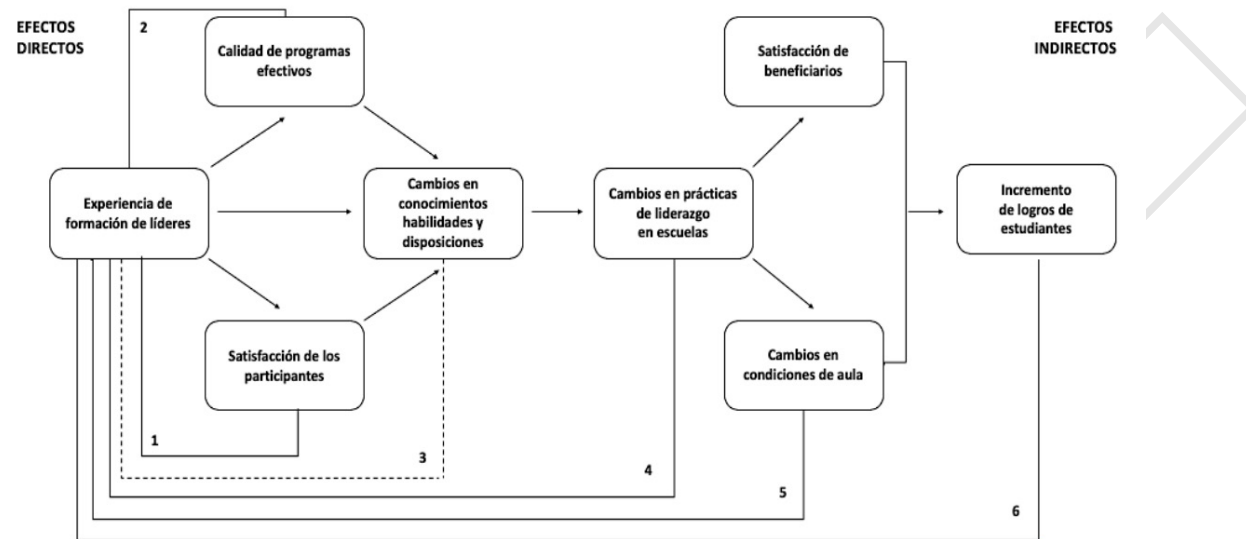 EFECTOS
DIRECTOS
2
Calidad de programas
efectivos
Satisfacción de
beneficiarios
EFECTOS
INDIRECTOS
Experiencia de
formación de líderes
Cambios en
conocimientos
habilidades y
disposiciones
Cambios en prácticas
de liderazgo
en escuelas
Incremento
de logros de
estudiantes
Satisfacción de los
participantes
Cambios en
condiciones de aula
1
3
4
5
6